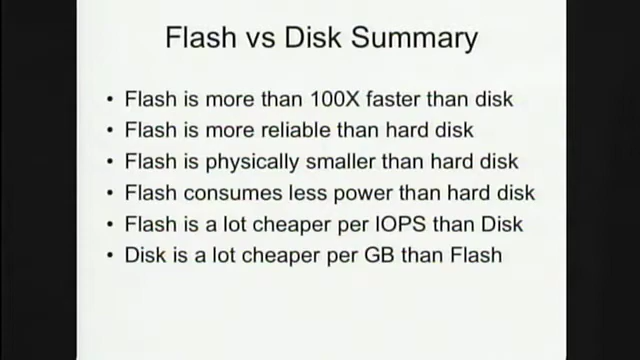 Flash vs Disk Summary
• Flash is more than 100X faster than disk
• Flash is more reliable than hard disk
• Flash is physically smaller than hard disk
• Flash consumes less power than hard disk
• Flash is a lot cheaper per IOPS than Disk
• Disk is a lot cheaper per GB than Flash